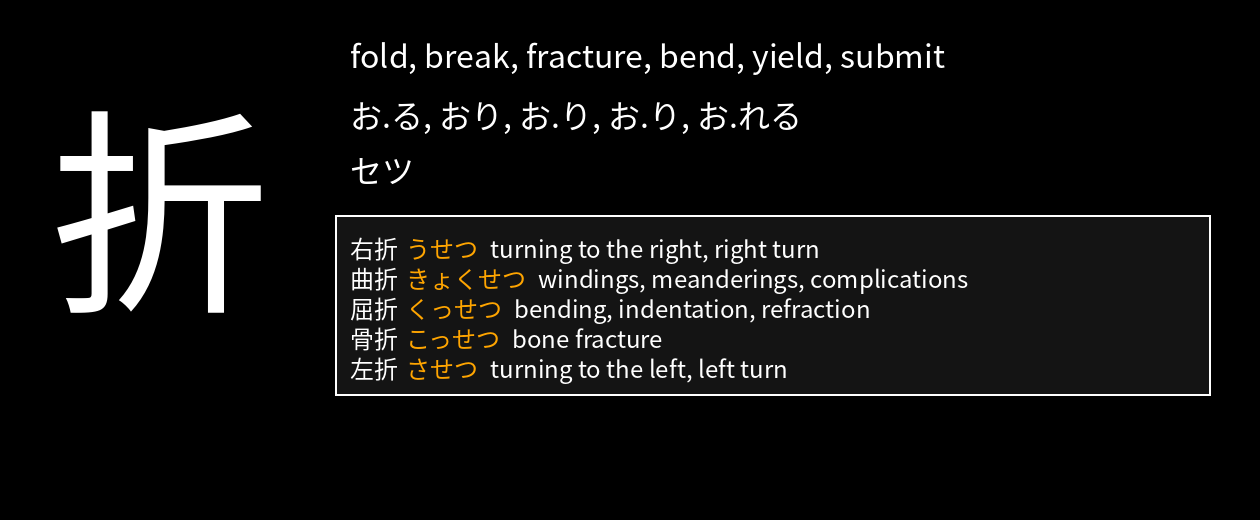 折
fold, break, fracture, bend, yield, submit
お.る, おり, お.り, お.り, お.れる
セツ
右折 うせつ turning to the right, right turn
曲折 きょくせつ windings, meanderings, complications
屈折 くっせつ bending, indentation, refraction
骨折 こっせつ bone fracture
左折 させつ turning to the left, left turn